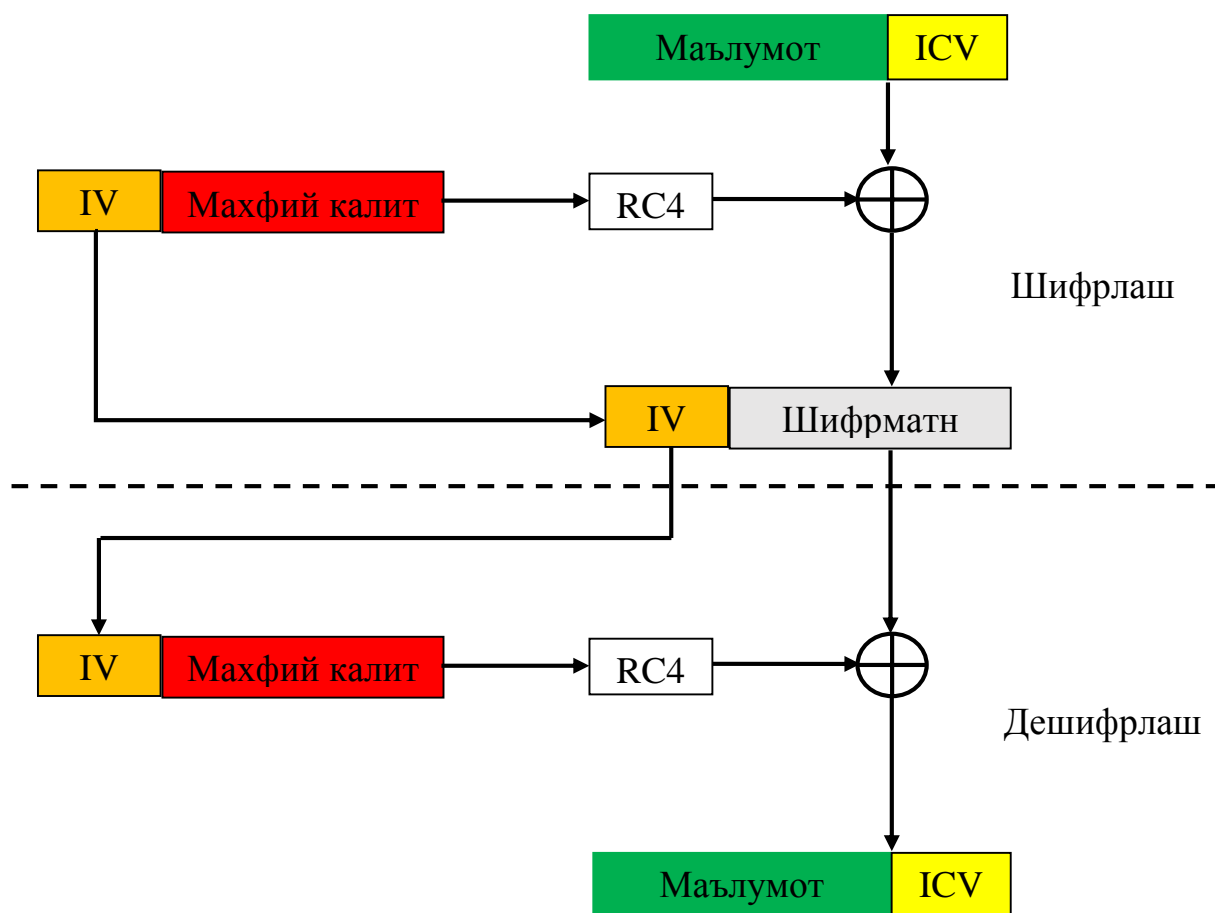 Маълумот ICV
IV Махфий калит RC4
Шифрлаш
IV Шифрматн
IV Махфий калит RC4
Дешифрлаш
Маълумот ICV